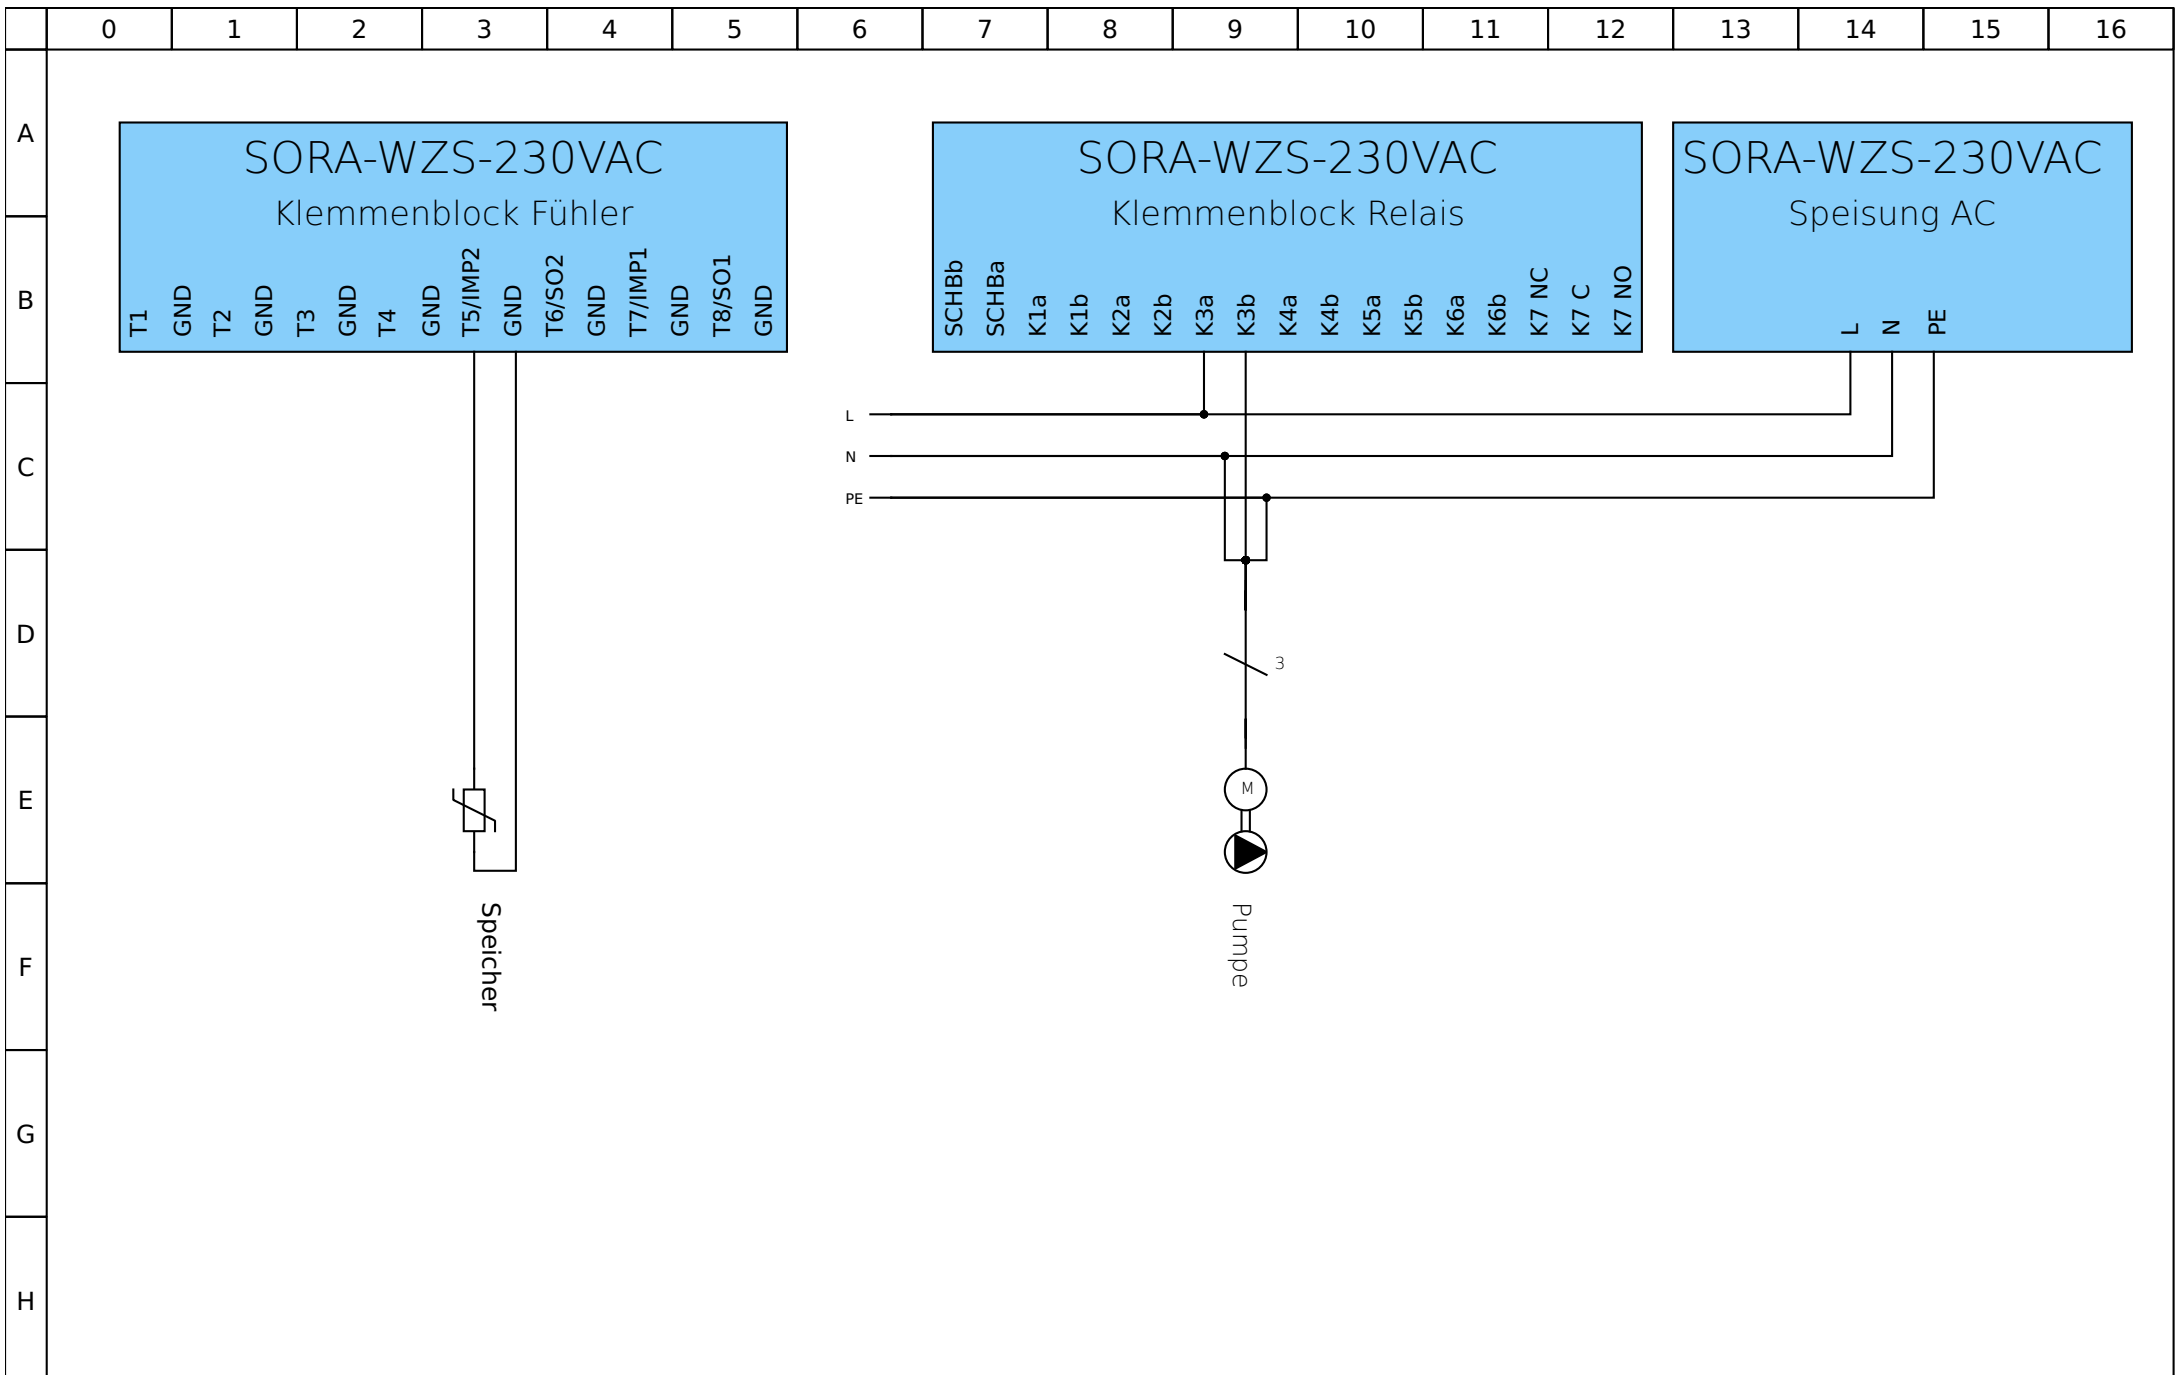 0 1 2 3 4 5 6 7 8 9 10 11 12 13 14 15 16
A
SORA-WZS-230VAC
Klemmenblock Fühler
T1 GND T2 GND T3 GND T4 GND T5/IMP2 GND T6/SO2 GND T7/IMP1 GND T8/SO1 GND
SORA-WZS-230VAC
Klemmenblock Relais
SCHBb SCHBa K1a K1b K2a K2b K3a K3b K4a K4b K5a K5b K6a K6b K7 NC K7 C K7 NO
SORA-WZS-230VAC
Speisung AC
L N PE
B
L
N
PE
C
D
3
E
M
Speicher
Pumpe
F
G
H